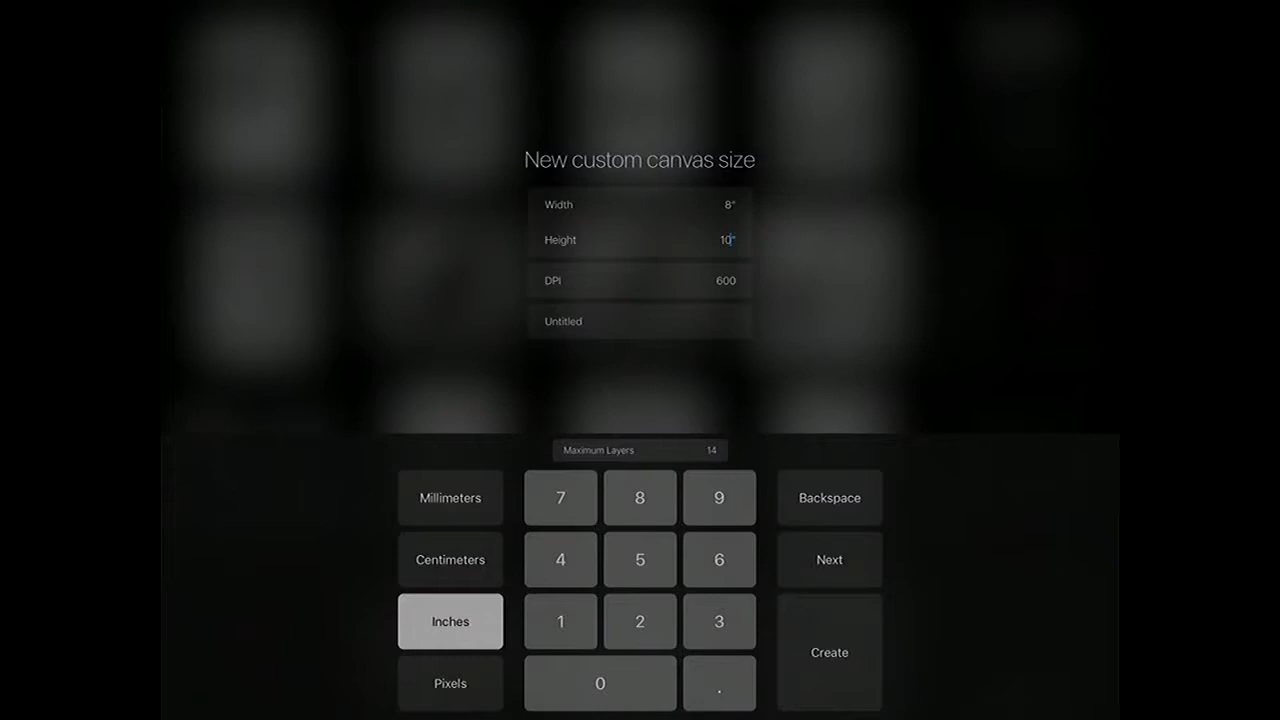 New custom canvas size
Width 8"
Height 10"
DPI 600
Untitled
Maximum Layers 14
Millimeters 7 8 9 Backspace
Centimeters 4 5 6 Next
Inches 1 2 3
Create
Pixels 0 .